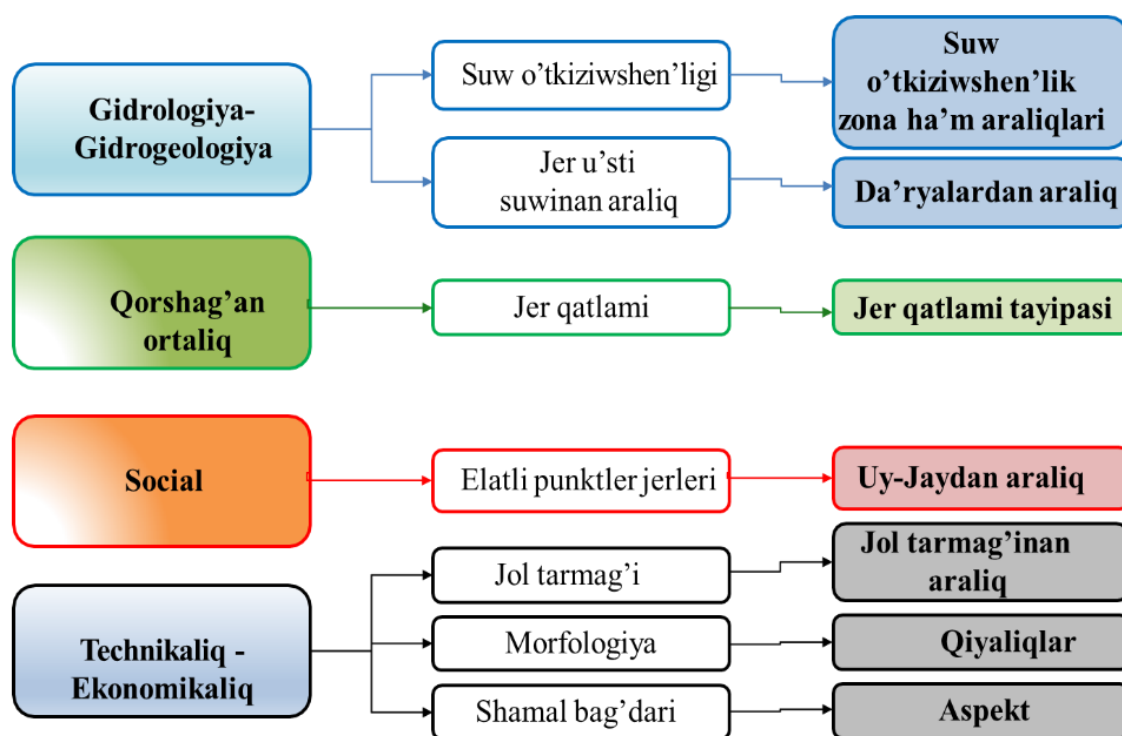 Gidrologiya-
Gidrogeologiya
Suw o’tkiziwshen’ligi
Suw
o’tkiziwshen’lik
zona ha’m araliqlari
Jer u’sti
suwinan araliq
Da’ryalardan araliq
Qorshag’an
ortaliq
Jer qatlami
Jer qatlami tayipasi
Social
Elatli punktler jerleri
Uy-Jaydan araliq
Technikaliq -
Ekonomikaliq
Jol tarmag’i
Jol tarmag’inan
araliq
Morfologiya
Qiyaliqlar
Shamal bag’dari
Aspekt